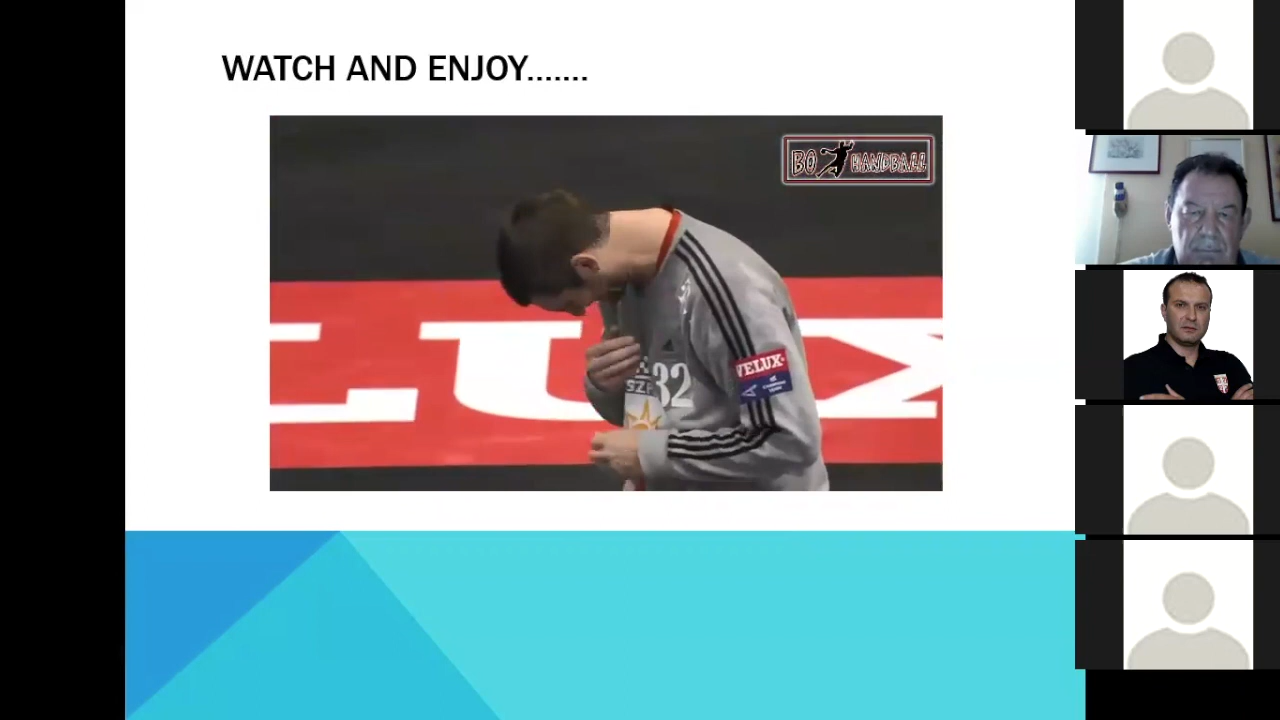 WATCH AND ENJOY.......
BO HANDBALL
LUX
32
VELUX